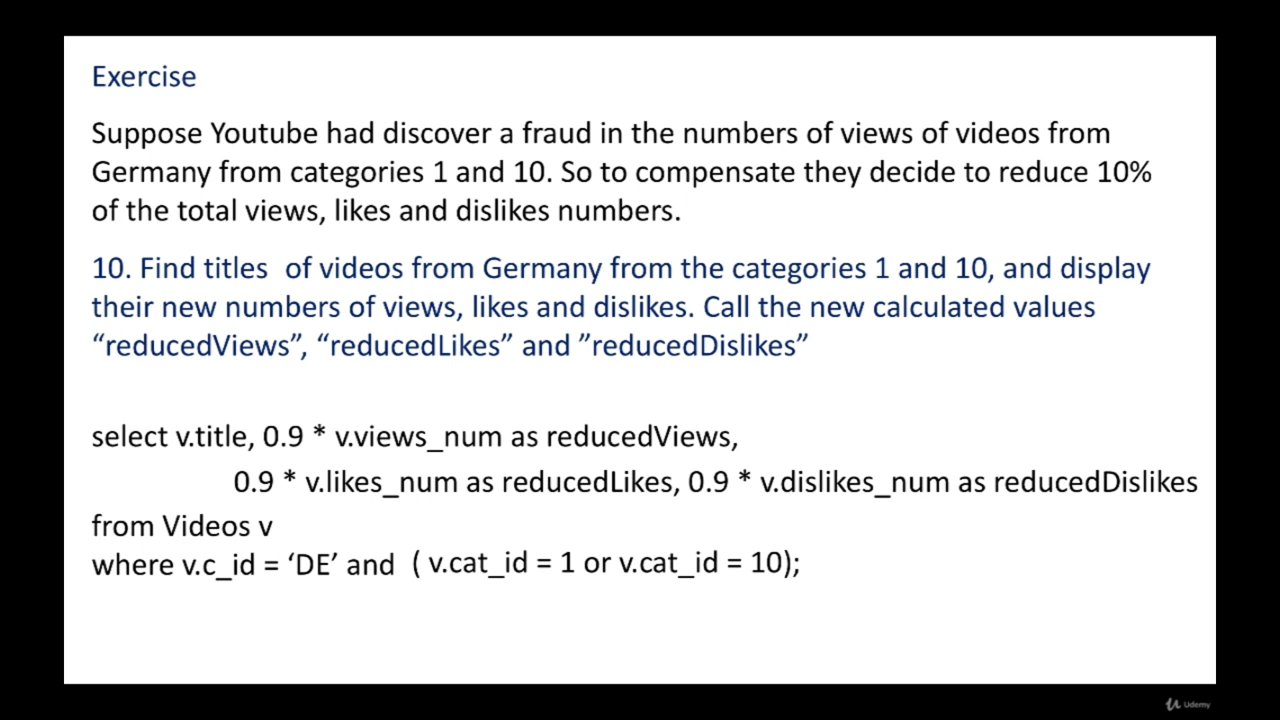 Exercise
Suppose Youtube had discover a fraud in the numbers of views of videos from
Germany from categories 1 and 10. So to compensate they decide to reduce 10%
of the total views, likes and dislikes numbers.
10. Find titles  of videos from Germany from the categories 1 and 10, and display
their new numbers of views, likes and dislikes. Call the new calculated values
“reducedViews”, “reducedLikes” and ”reducedDislikes”
select v.title, 0.9 * v.views_num as reducedViews,
0.9 * v.likes_num as reducedLikes, 0.9 * v.dislikes_num as reducedDislikes
from Videos v
where v.c_id = ‘DE’ and  ( v.cat_id = 1 or v.cat_id = 10);
Udemy